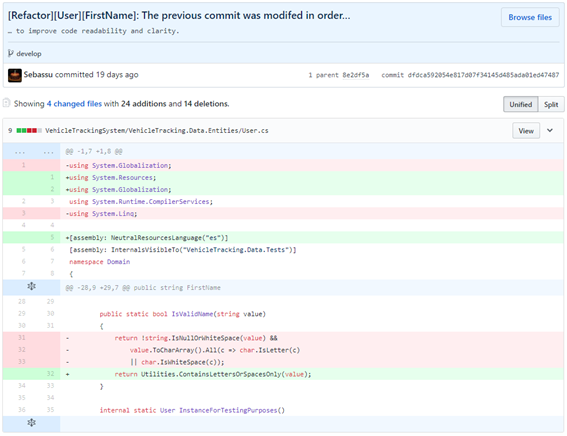 [Refactor][User][FirstName]: The previous commit was modifed in order...
Browse files
... to improve code readability and clarity.
develop
Sebassu committed 19 days ago
1 parent 8e2df5a commit dfdca592054e817d07f34145d485ada01ed47487
Showing 4 changed files with 24 additions and 14 deletions.
Unified Split
9 VehicleTrackingSystem/VehicleTracking.Data.Entities/User.cs
View
... ... @@ -1,7 +1,8 @@
1 -using System.Globalization;
1 +using System.Resources;
2 +using System.Globalization;
2 3 using System.Runtime.CompilerServices;
3 -using System.Linq;
4 4
5 +[assembly: NeutralResourcesLanguage("es")]
5 6 [assembly: InternalsVisibleTo("VehicleTracking.Data.Tests")]
6 7 namespace Domain
7 8 {
@@ -28,9 +29,7 @@ public string FirstName
28 29
29 30 public static bool IsValidName(string value)
30 31 {
31 - return !string.IsNullOrWhiteSpace(value) &&
32 - value.ToCharArray().All(c => char.IsLetter(c)
33 - || char.IsWhiteSpace(c));
32 + return Utilities.ContainsLettersOrSpacesOnly(value);
34 33 }
35 34
36 35 internal static User InstanceForTestingPurposes()